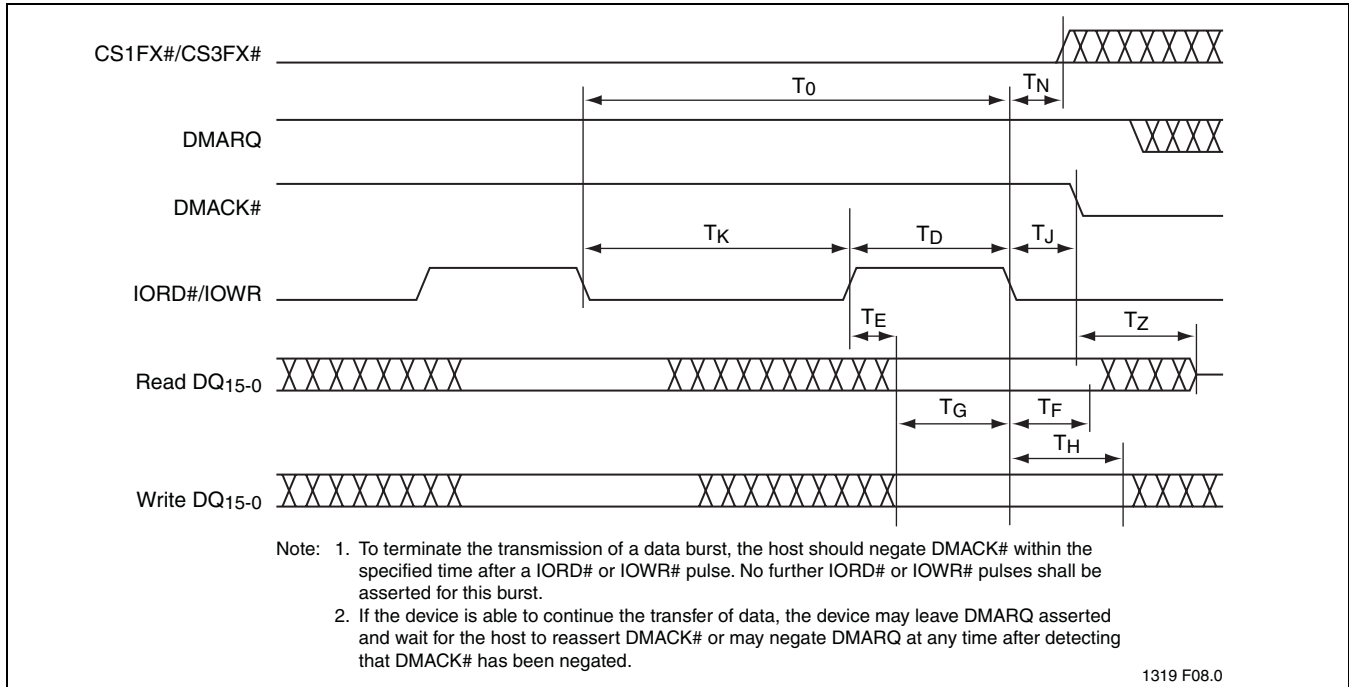 CS1FX#/CS3FX#
T0
TN
DMARQ
DMACK#
TK
TD
TJ
IORD#/IOWR
TE
TZ
Read DQ15-0
TG
TF
TH
Write DQ15-0
Note: 1. To terminate the transmission of a data burst, the host should negate DMACK# within the
specified time after a IORD# or IOWR# pulse. No further IORD# or IOWR# pulses shall be
asserted for this burst.
2. If the device is able to continue the transfer of data, the device may leave DMARQ asserted
and wait for the host to reassert DMACK# or may negate DMARQ at any time after detecting
that DMACK# has been negated.
1319 F08.0